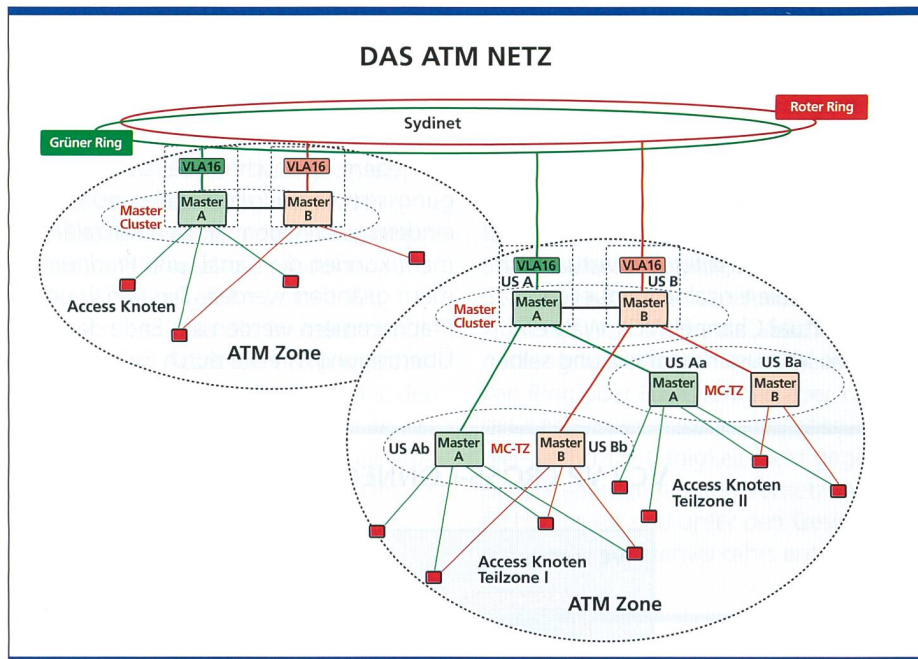 DAS ATM NETZ
Roter Ring
Sydinet
Grüner Ring
VLA16
VLA16
Master
A
Master
B
Master
Cluster
Access Knoten
ATM Zone
VLA16
VLA16
US A
US B
Master
A
Master
B
Master
Cluster
US Aa
US Ba
Master
A
MC-TZ
Master
B
US Ab
Master
A
MC-TZ
Master
B
US Bb
Access Knoten
Teilzone II
Access Knoten
Teilzone I
ATM Zone